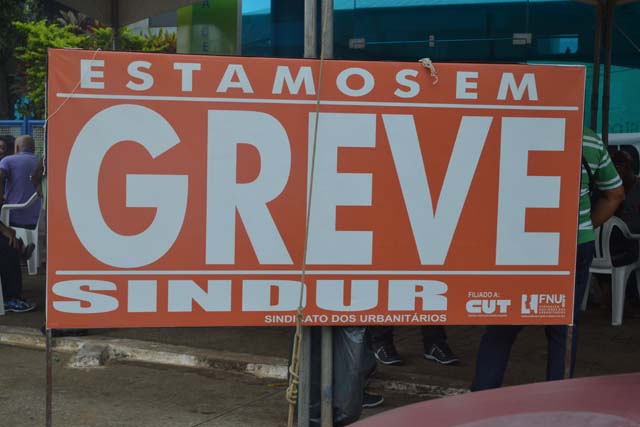 ESTAMOS EM
GREVE
SINDUR
SINDICATO DOS URBANITÁRIOS
FILIADO A:
CUT
FNU